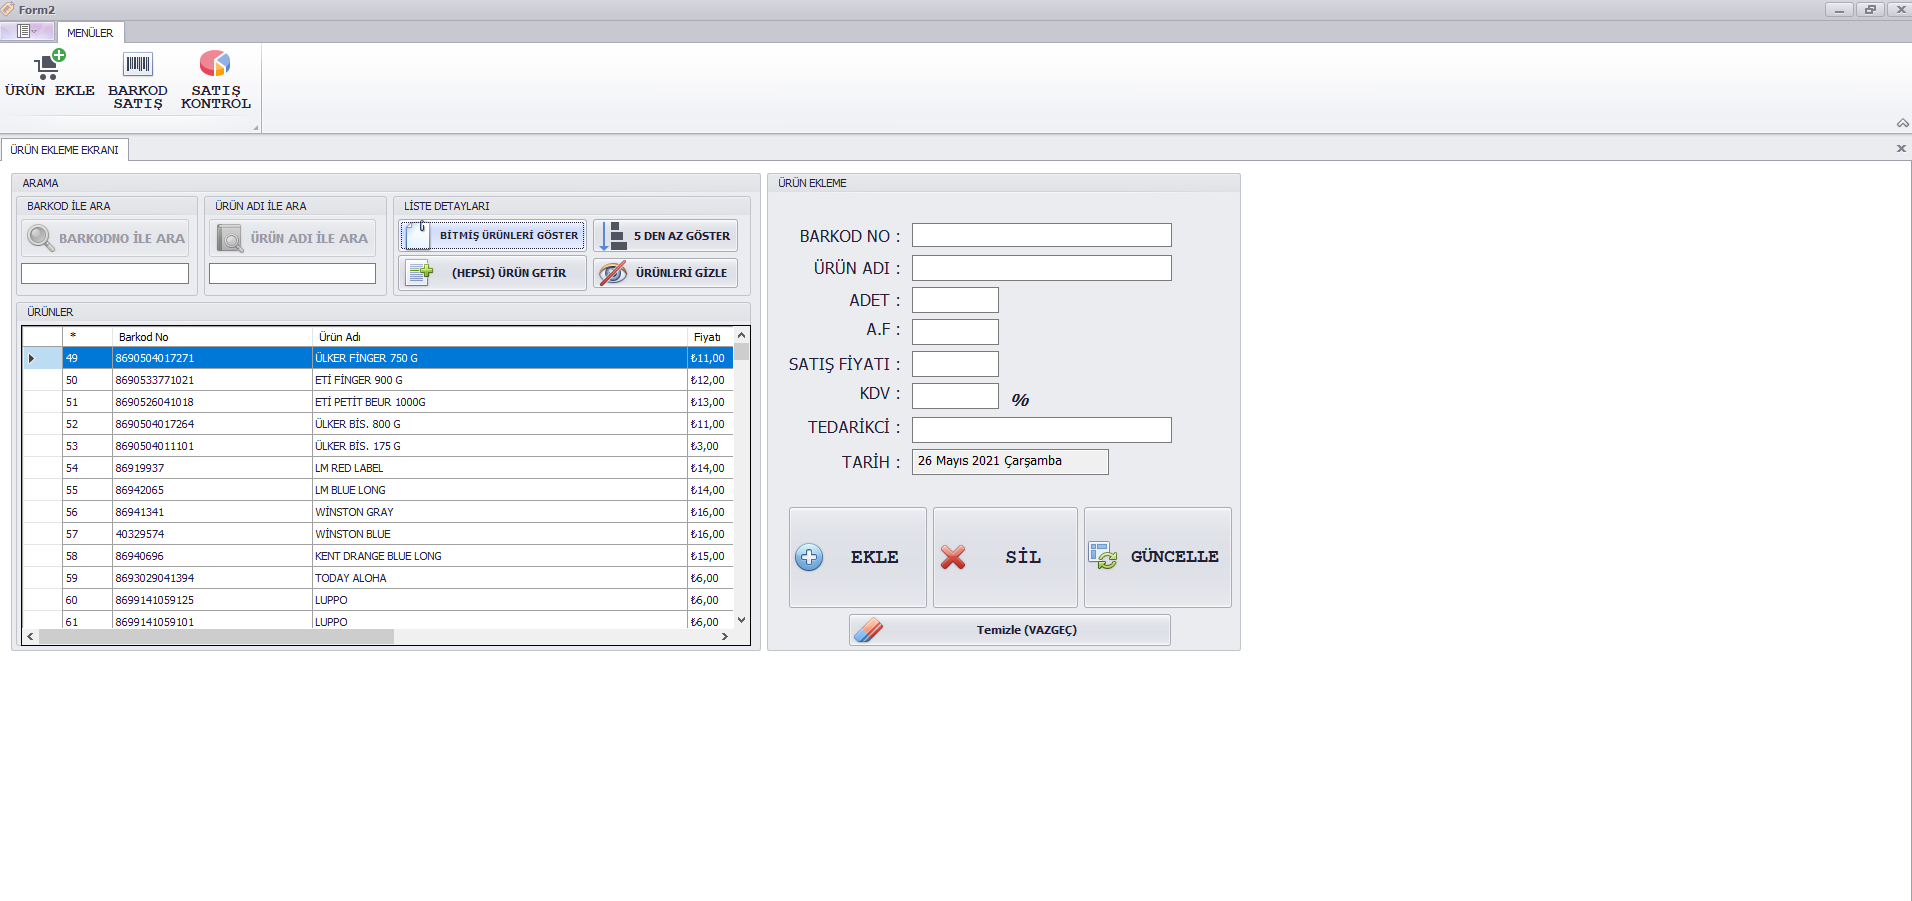 Form2
MENÜLER
ÜRÜN EKLE
BARKOD
SATIŞ
SATIŞ
KONTROL
ÜRÜN EKLEME EKRANI
ARAMA
BARKOD İLE ARA
BARKODNO İLE ARA
ÜRÜN ADI İLE ARA
ÜRÜN ADI İLE ARA
LİSTE DETAYLARI
BİTMİŞ ÜRÜNLERİ GÖSTER
5 DEN AZ GÖSTER
(HEPSİ) ÜRÜN GETİR
ÜRÜNLERİ GİZLE
ÜRÜNLER
* Barkod No Ürün Adı Fiyatı
49 8690504017271 ÜLKER FİNGER 750 G ₺11,00
50 8690533771021 ETİ FİNGER 900 G ₺12,00
51 8690526041018 ETİ PETİT BEUR 1000G ₺13,00
52 8690504017264 ÜLKER BİS. 800 G ₺11,00
53 8690504011101 ÜLKER BİS. 175 G ₺3,00
54 86919937 LM RED LABEL ₺14,00
55 86942065 LM BLUE LONG ₺14,00
56 86941341 WİNSTON GRAY ₺16,00
57 40329574 WİNSTON BLUE ₺16,00
58 86940696 KENT DRANGE BLUE LONG ₺15,00
59 8693029041394 TODAY ALOHA ₺6,00
60 8699141059125 LUPPO ₺6,00
61 8699141059101 LUPPO ₺6,00
ÜRÜN EKLEME
BARKOD NO :
ÜRÜN ADI :
ADET :
A.F :
SATIŞ FİYATI :
KDV : %
TEDARİKCİ :
TARİH : 26 Mayıs 2021 Çarşamba
EKLE
SİL
GÜNCELLE
Temizle (VAZGEÇ)